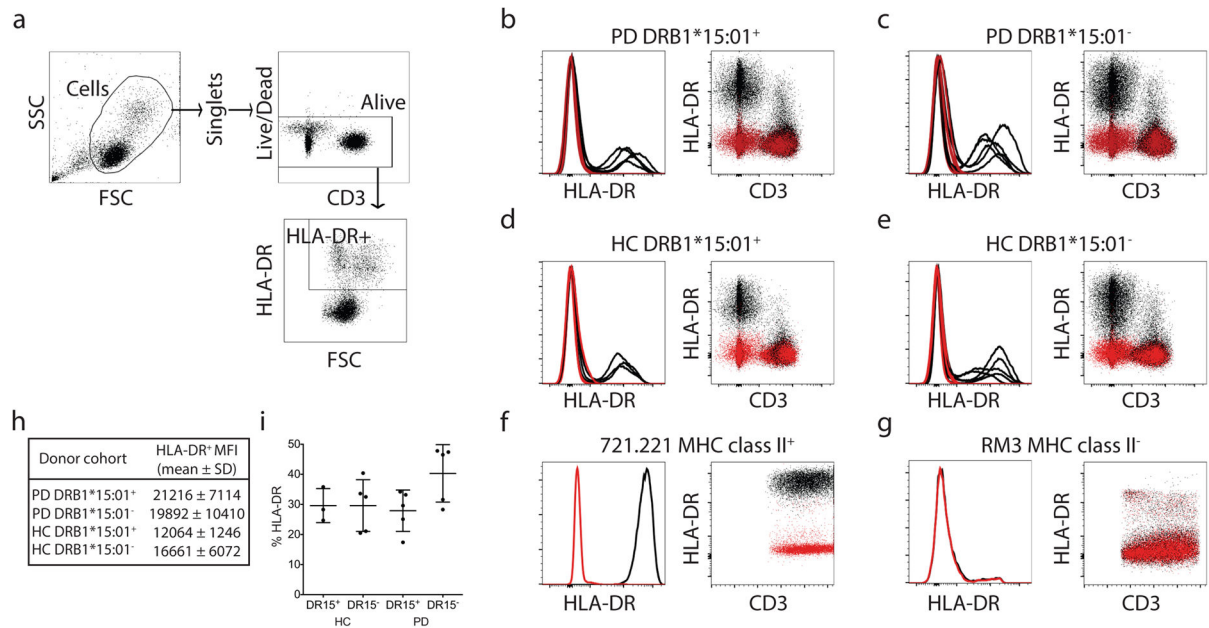 a
Cells
SSC
FSC
Singlets
Live/Dead
Alive
CD3
HLA-DR+
HLA-DR
FSC
b
PD DRB1*15:01⁺
HLA-DR
HLA-DR
CD3
c
PD DRB1*15:01⁻
HLA-DR
HLA-DR
CD3
d
HC DRB1*15:01⁺
HLA-DR
HLA-DR
CD3
e
HC DRB1*15:01⁻
HLA-DR
HLA-DR
CD3
h
Donor cohort HLA-DR⁺ MFI
(mean ± SD)
PD DRB1*15:01⁺ 21216 ± 7114
PD DRB1*15:01⁻ 19892 ± 10410
HC DRB1*15:01⁺ 12064 ± 1246
HC DRB1*15:01⁻ 16661 ± 6072
i
% HLA-DR
50
40
30
20
10
0
DR15⁺ DR15⁻ DR15⁺ DR15⁻
HC PD
f
721.221 MHC class II⁺
HLA-DR
HLA-DR
CD3
g
RM3 MHC class II⁻
HLA-DR
HLA-DR
CD3